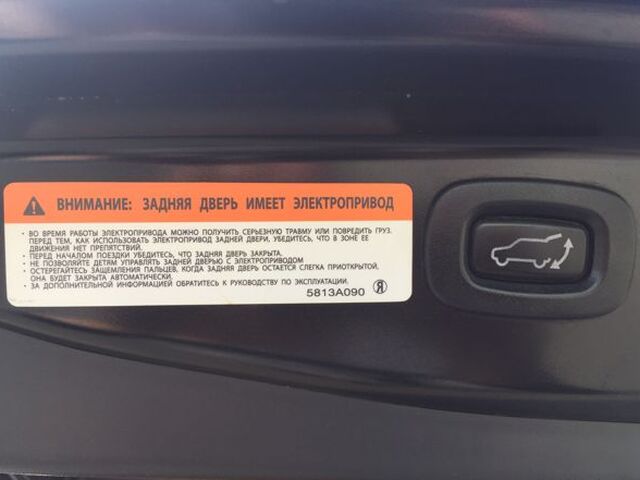 ВНИМАНИЕ: ЗАДНЯЯ ДВЕРЬ ИМЕЕТ ЭЛЕКТРОПРИВОД
• ВО ВРЕМЯ РАБОТЫ ЭЛЕКТРОПРИВОДА МОЖНО ПОЛУЧИТЬ СЕРЬЕЗНУЮ ТРАВМУ ИЛИ ПОВРЕДИТЬ ГРУЗ.
ПЕРЕД ТЕМ, КАК ИСПОЛЬЗОВАТЬ ЭЛЕКТРОПРИВОД ЗАДНЕЙ ДВЕРИ, УБЕДИТЕСЬ, ЧТО В ЗОНЕ ЕЕ
ДВИЖЕНИЯ НЕТ ПРЕПЯТСТВИЙ.
• ПЕРЕД НАЧАЛОМ ПОЕЗДКИ УБЕДИТЕСЬ, ЧТО ЗАДНЯЯ ДВЕРЬ ЗАКРЫТА.
• НЕ ПОЗВОЛЯЙТЕ ДЕТЯМ УПРАВЛЯТЬ ЗАДНЕЙ ДВЕРЬЮ С ЭЛЕКТРОПРИВОДОМ
• ОСТЕРЕГАЙТЕСЬ ЗАЩЕМЛЕНИЯ ПАЛЬЦЕВ, КОГДА ЗАДНЯЯ ДВЕРЬ ОСТАЕТСЯ СЛЕГКА ПРИОТКРЫТОЙ,
ОНА БУДЕТ ЗАКРЫТА АВТОМАТИЧЕСКИ.
• ЗА ДОПОЛНИТЕЛЬНОЙ ИНФОРМАЦИЕЙ ОБРАТИТЕСЬ К РУКОВОДСТВУ ПО ЭКСПЛУАТАЦИИ.
5813A090 Я